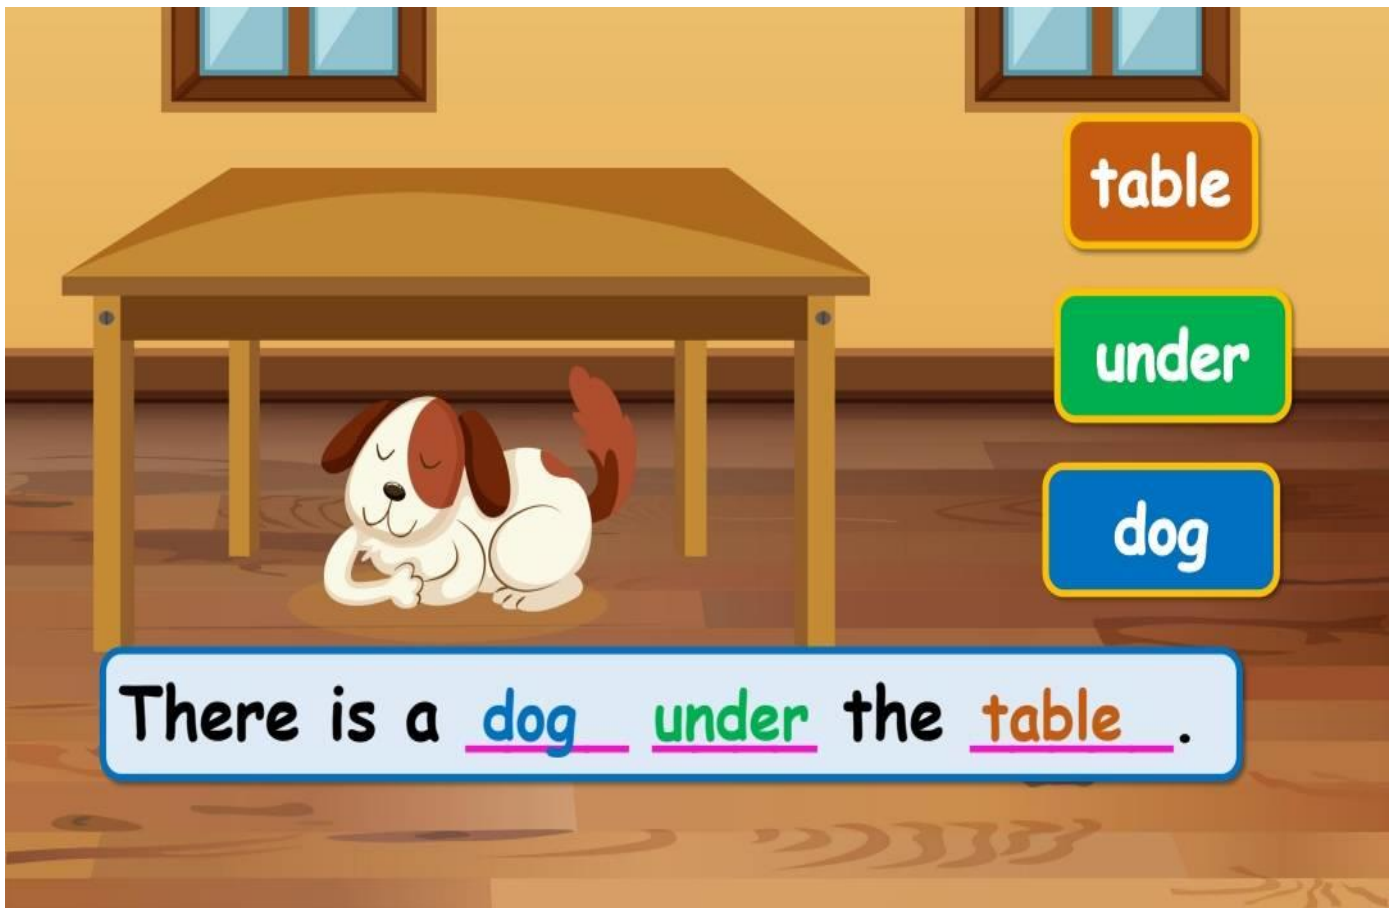 table
under
dog
There is a dog under the table.